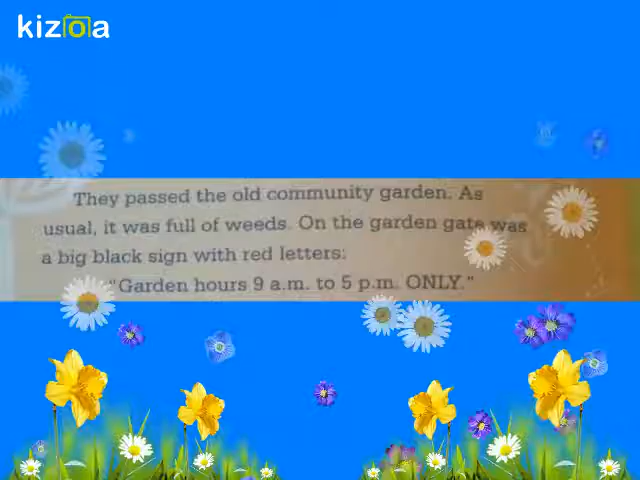 kizoa
They passed the old community garden. As
usual, it was full of weeds. On the garden gate was
a big black sign with red letters:
"Garden hours 9 a.m. to 5 p.m. ONLY."